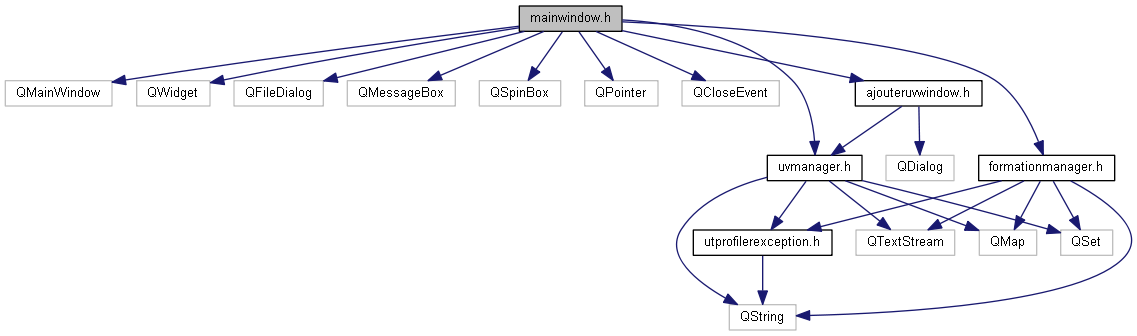 mainwindow.h
QMainWindow
QWidget
QFileDialog
QMessageBox
QSpinBox
QPointer
QCloseEvent
ajouteruvwindow.h
uvmanager.h
QDialog
formationmanager.h
utprofilerexception.h
QTextStream
QMap
QSet
QString